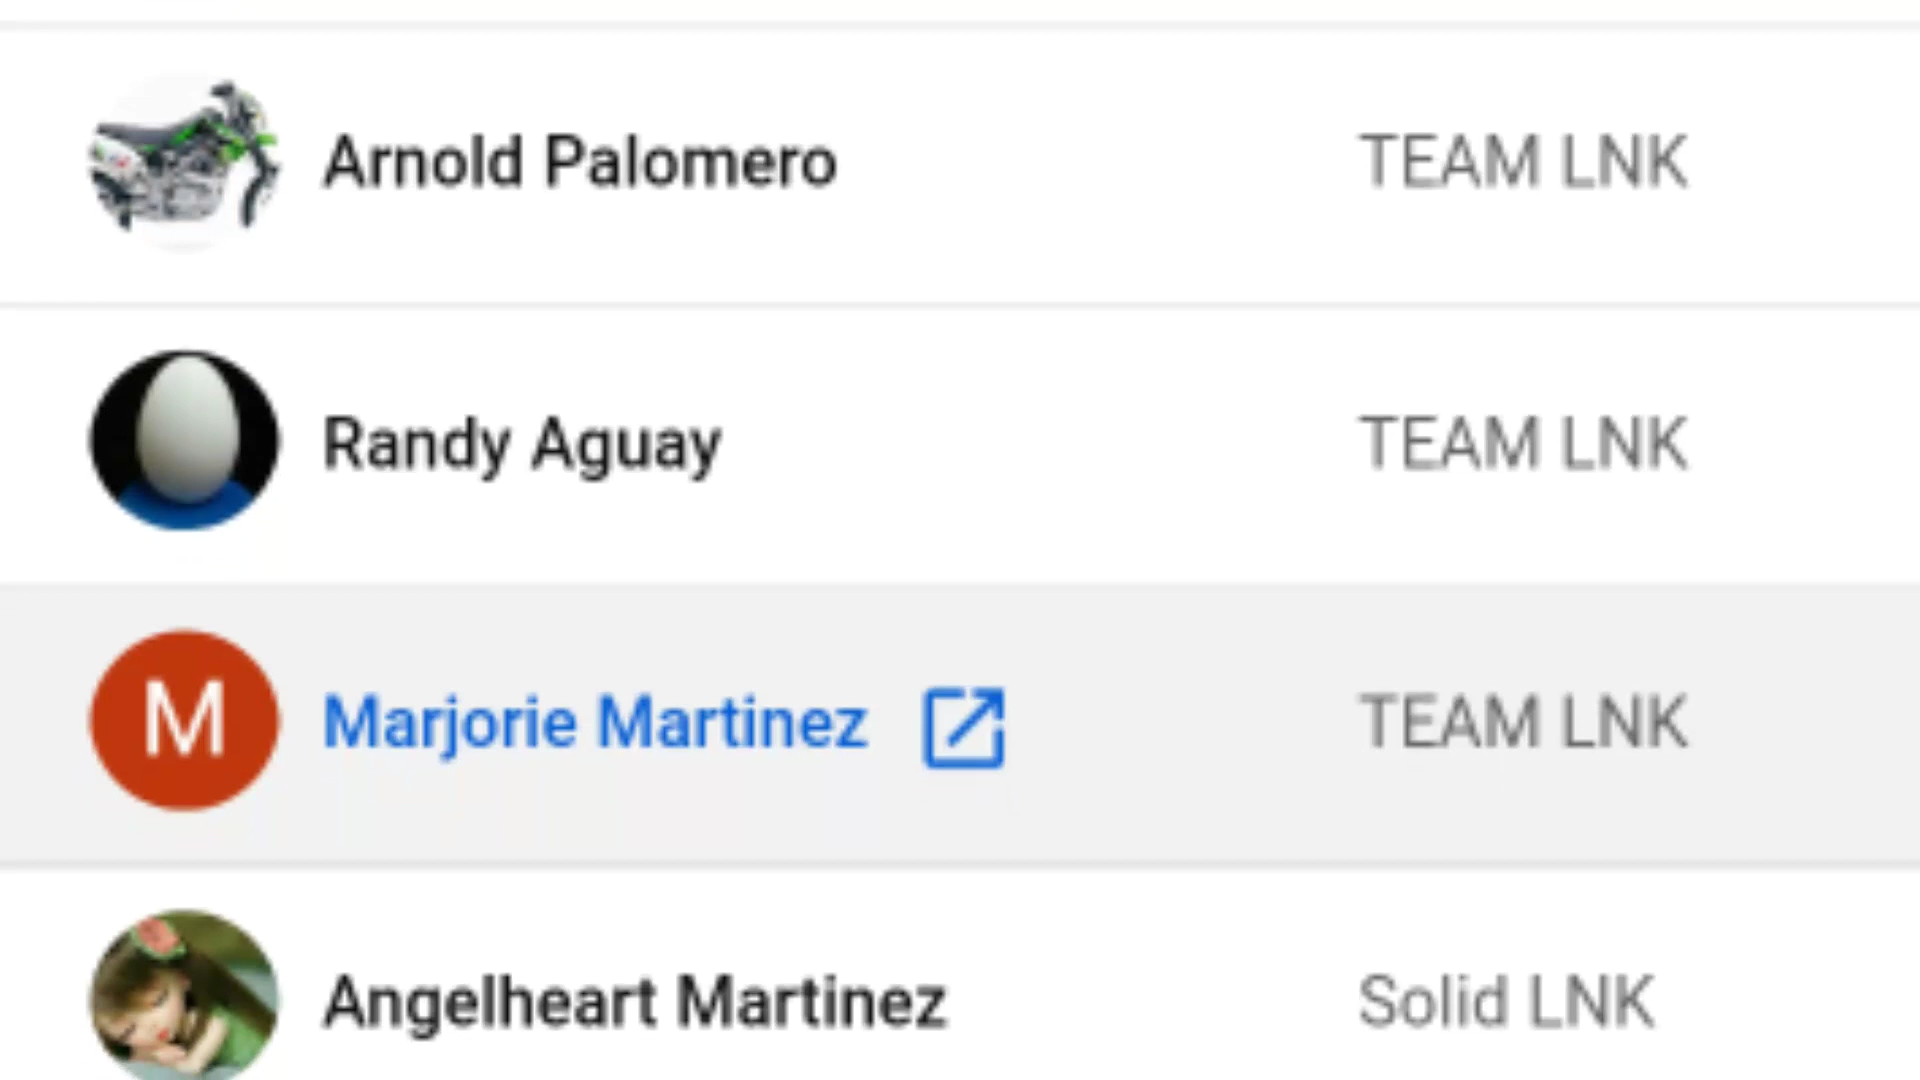 Arnold Palomero TEAM LNK
Randy Aguay TEAM LNK
M Marjorie Martinez TEAM LNK
Angelheart Martinez Solid LNK